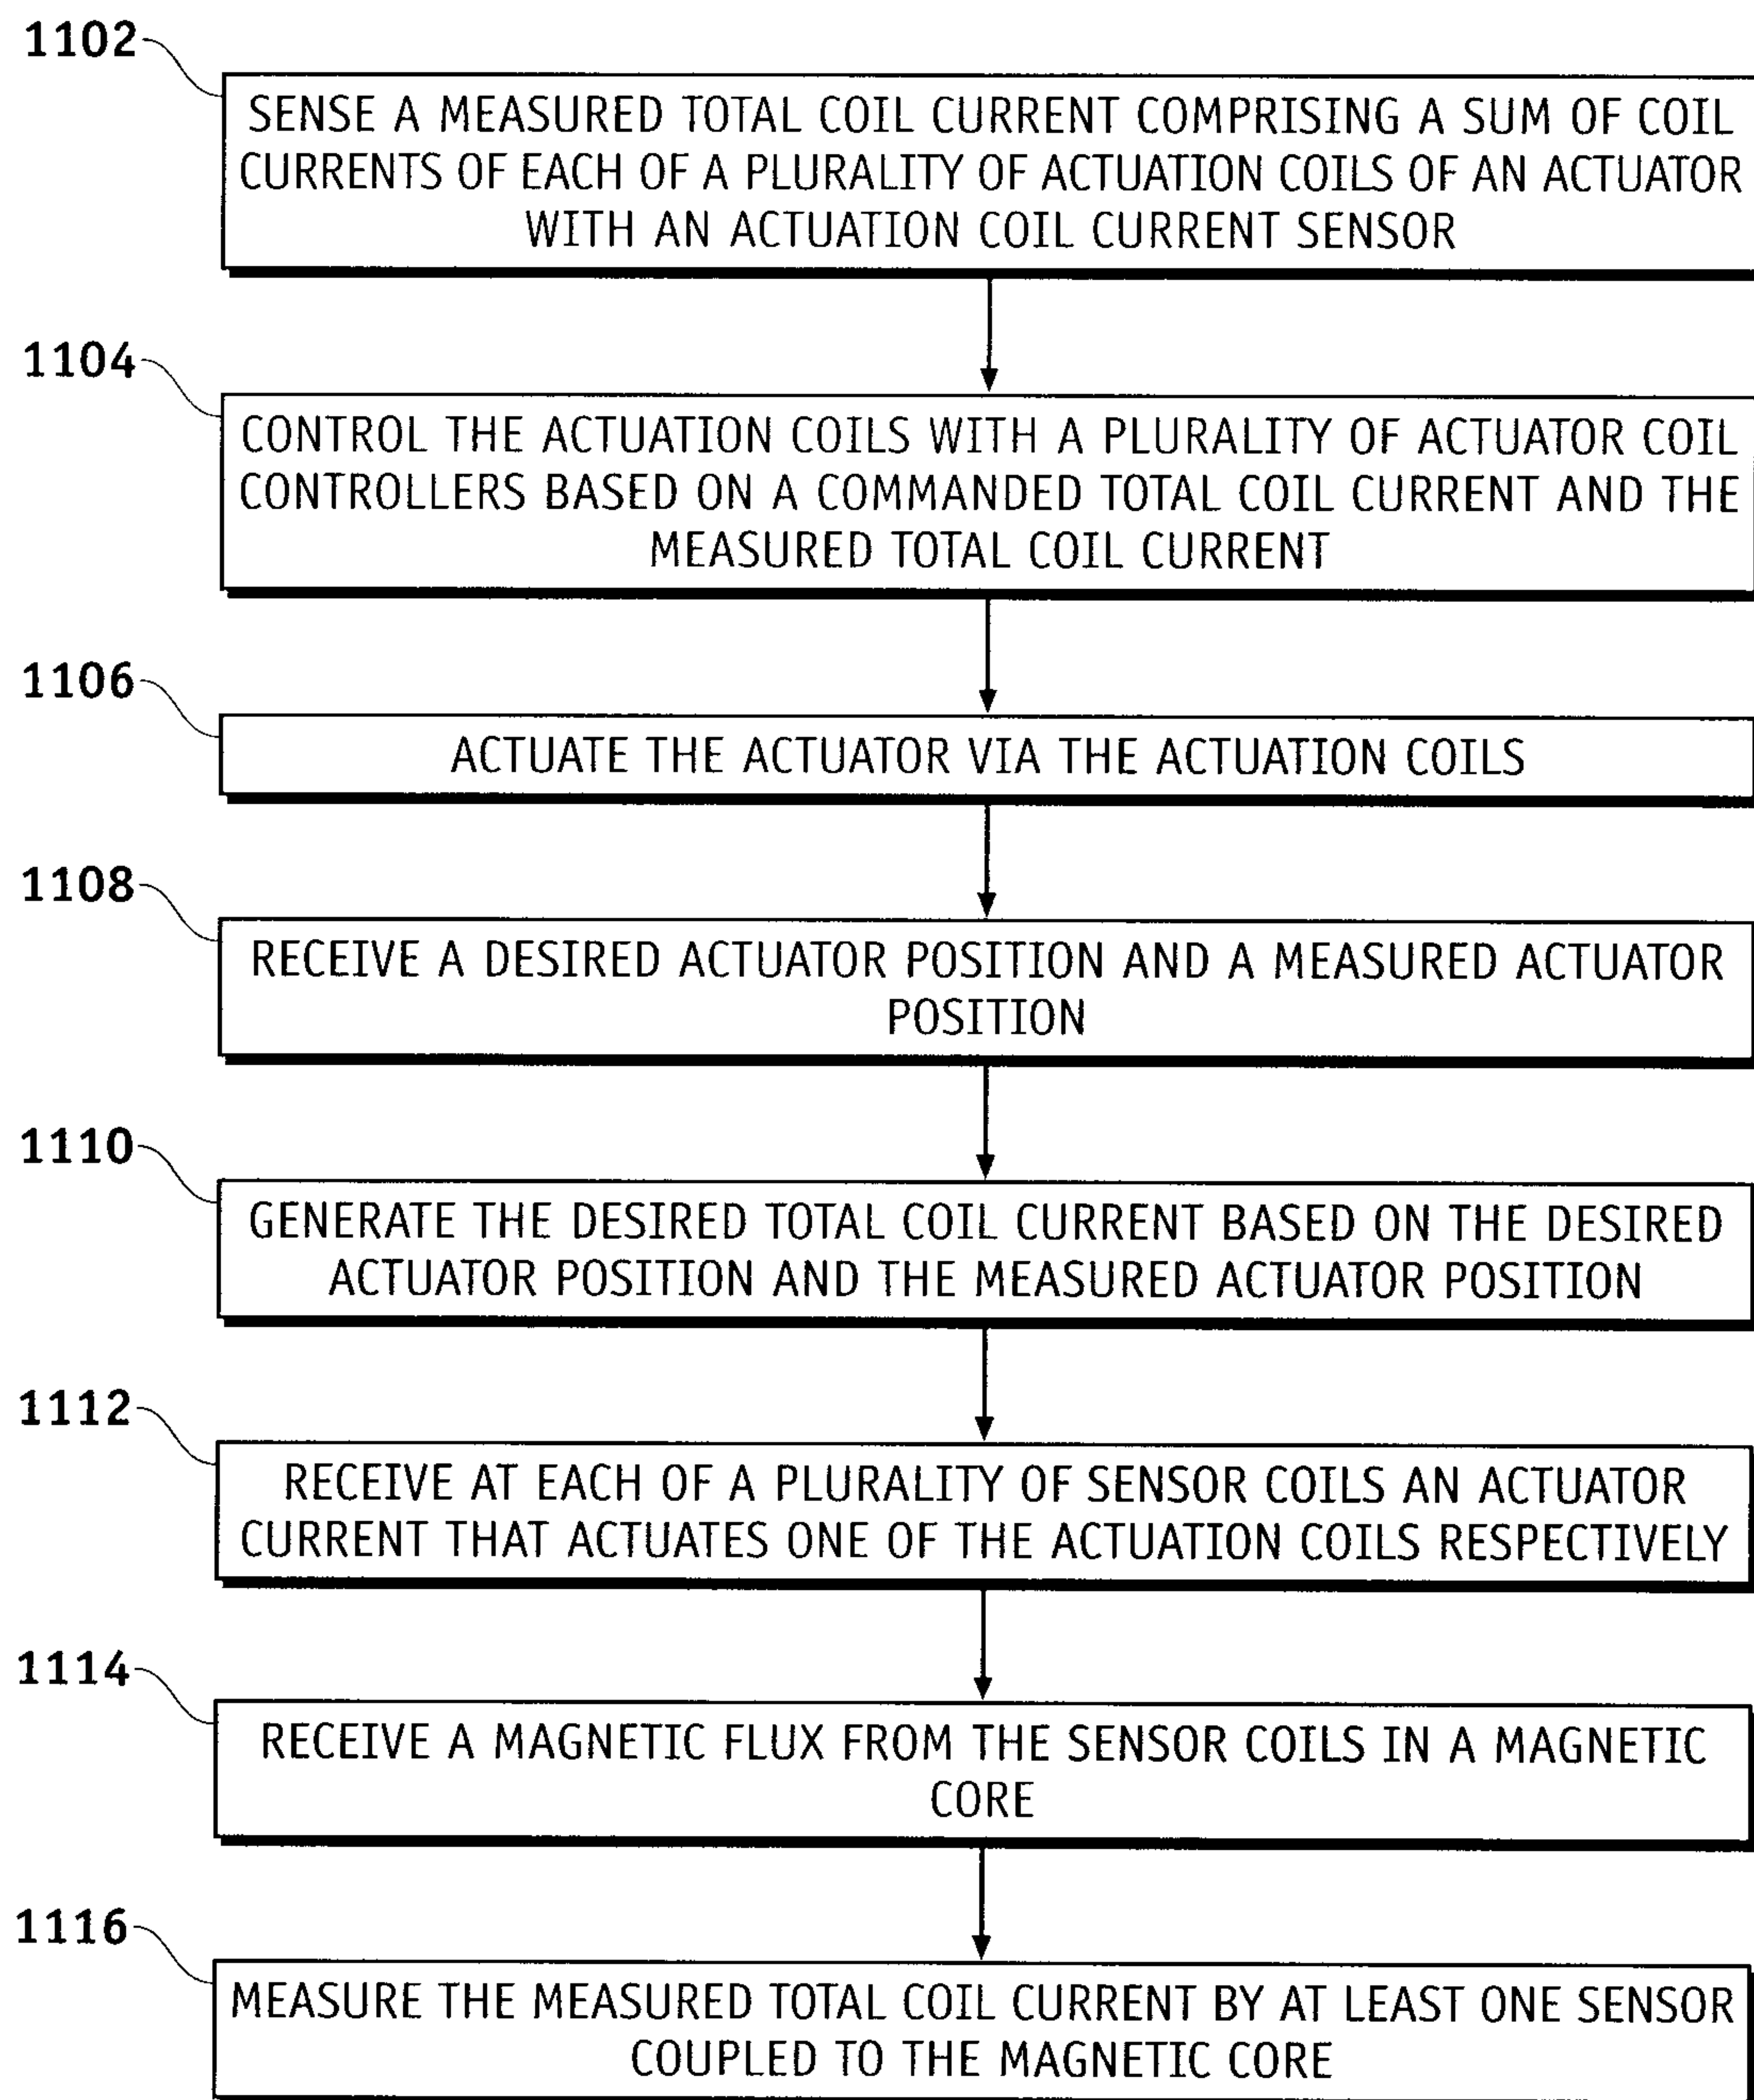 1102
SENSE A MEASURED TOTAL COIL CURRENT COMPRISING A SUM OF COIL
CURRENTS OF EACH OF A PLURALITY OF ACTUATION COILS OF AN ACTUATOR
WITH AN ACTUATION COIL CURRENT SENSOR
1104
CONTROL THE ACTUATION COILS WITH A PLURALITY OF ACTUATOR COIL
CONTROLLERS BASED ON A COMMANDED TOTAL COIL CURRENT AND THE
MEASURED TOTAL COIL CURRENT
1106
ACTUATE THE ACTUATOR VIA THE ACTUATION COILS
1108
RECEIVE A DESIRED ACTUATOR POSITION AND A MEASURED ACTUATOR
POSITION
1110
GENERATE THE DESIRED TOTAL COIL CURRENT BASED ON THE DESIRED
ACTUATOR POSITION AND THE MEASURED ACTUATOR POSITION
1112
RECEIVE AT EACH OF A PLURALITY OF SENSOR COILS AN ACTUATOR
CURRENT THAT ACTUATES ONE OF THE ACTUATION COILS RESPECTIVELY
1114
RECEIVE A MAGNETIC FLUX FROM THE SENSOR COILS IN A MAGNETIC
CORE
1116
MEASURE THE MEASURED TOTAL COIL CURRENT BY AT LEAST ONE SENSOR
COUPLED TO THE MAGNETIC CORE